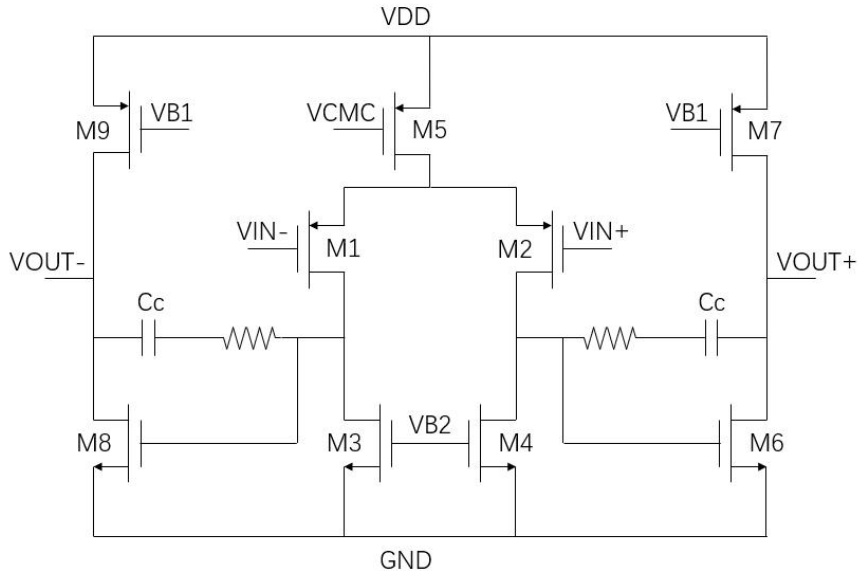 VDD
VB1
VCMC
VB1
M9
M5
M7
VIN-
VIN+
M1
M2
VOUT-
VOUT+
Cc
Cc
VB2
M8
M3
M4
M6
GND